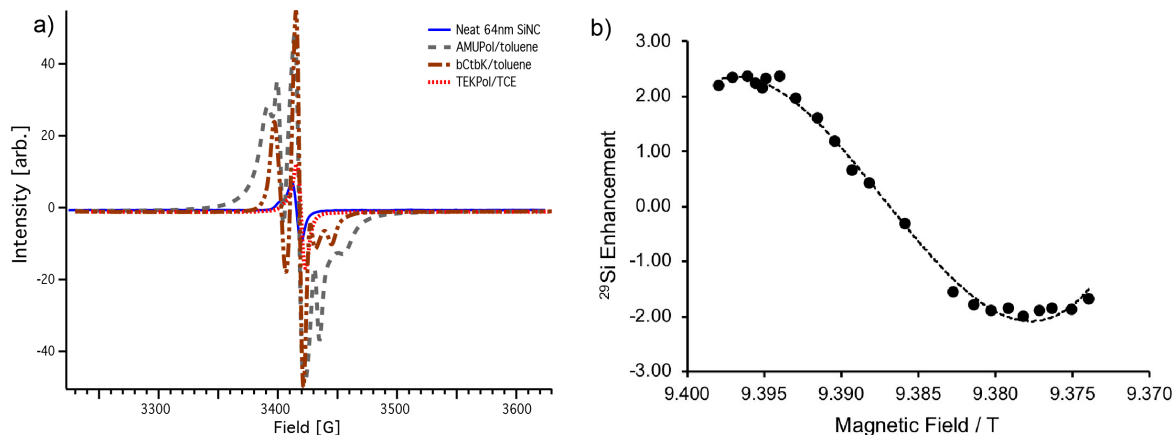 a)
Neat 64nm SiNC
AMUPol/toluene
bCtbK/toluene
TEKPol/TCE
Intensity [arb.]
40
20
0
-20
-40
3300
3400
3500
3600
Field [G]
b)
3.00
2.00
1.00
0.00
-1.00
-2.00
-3.00
²⁹Si Enhancement
9.400
9.395
9.390
9.385
9.380
9.375
9.370
Magnetic Field / T